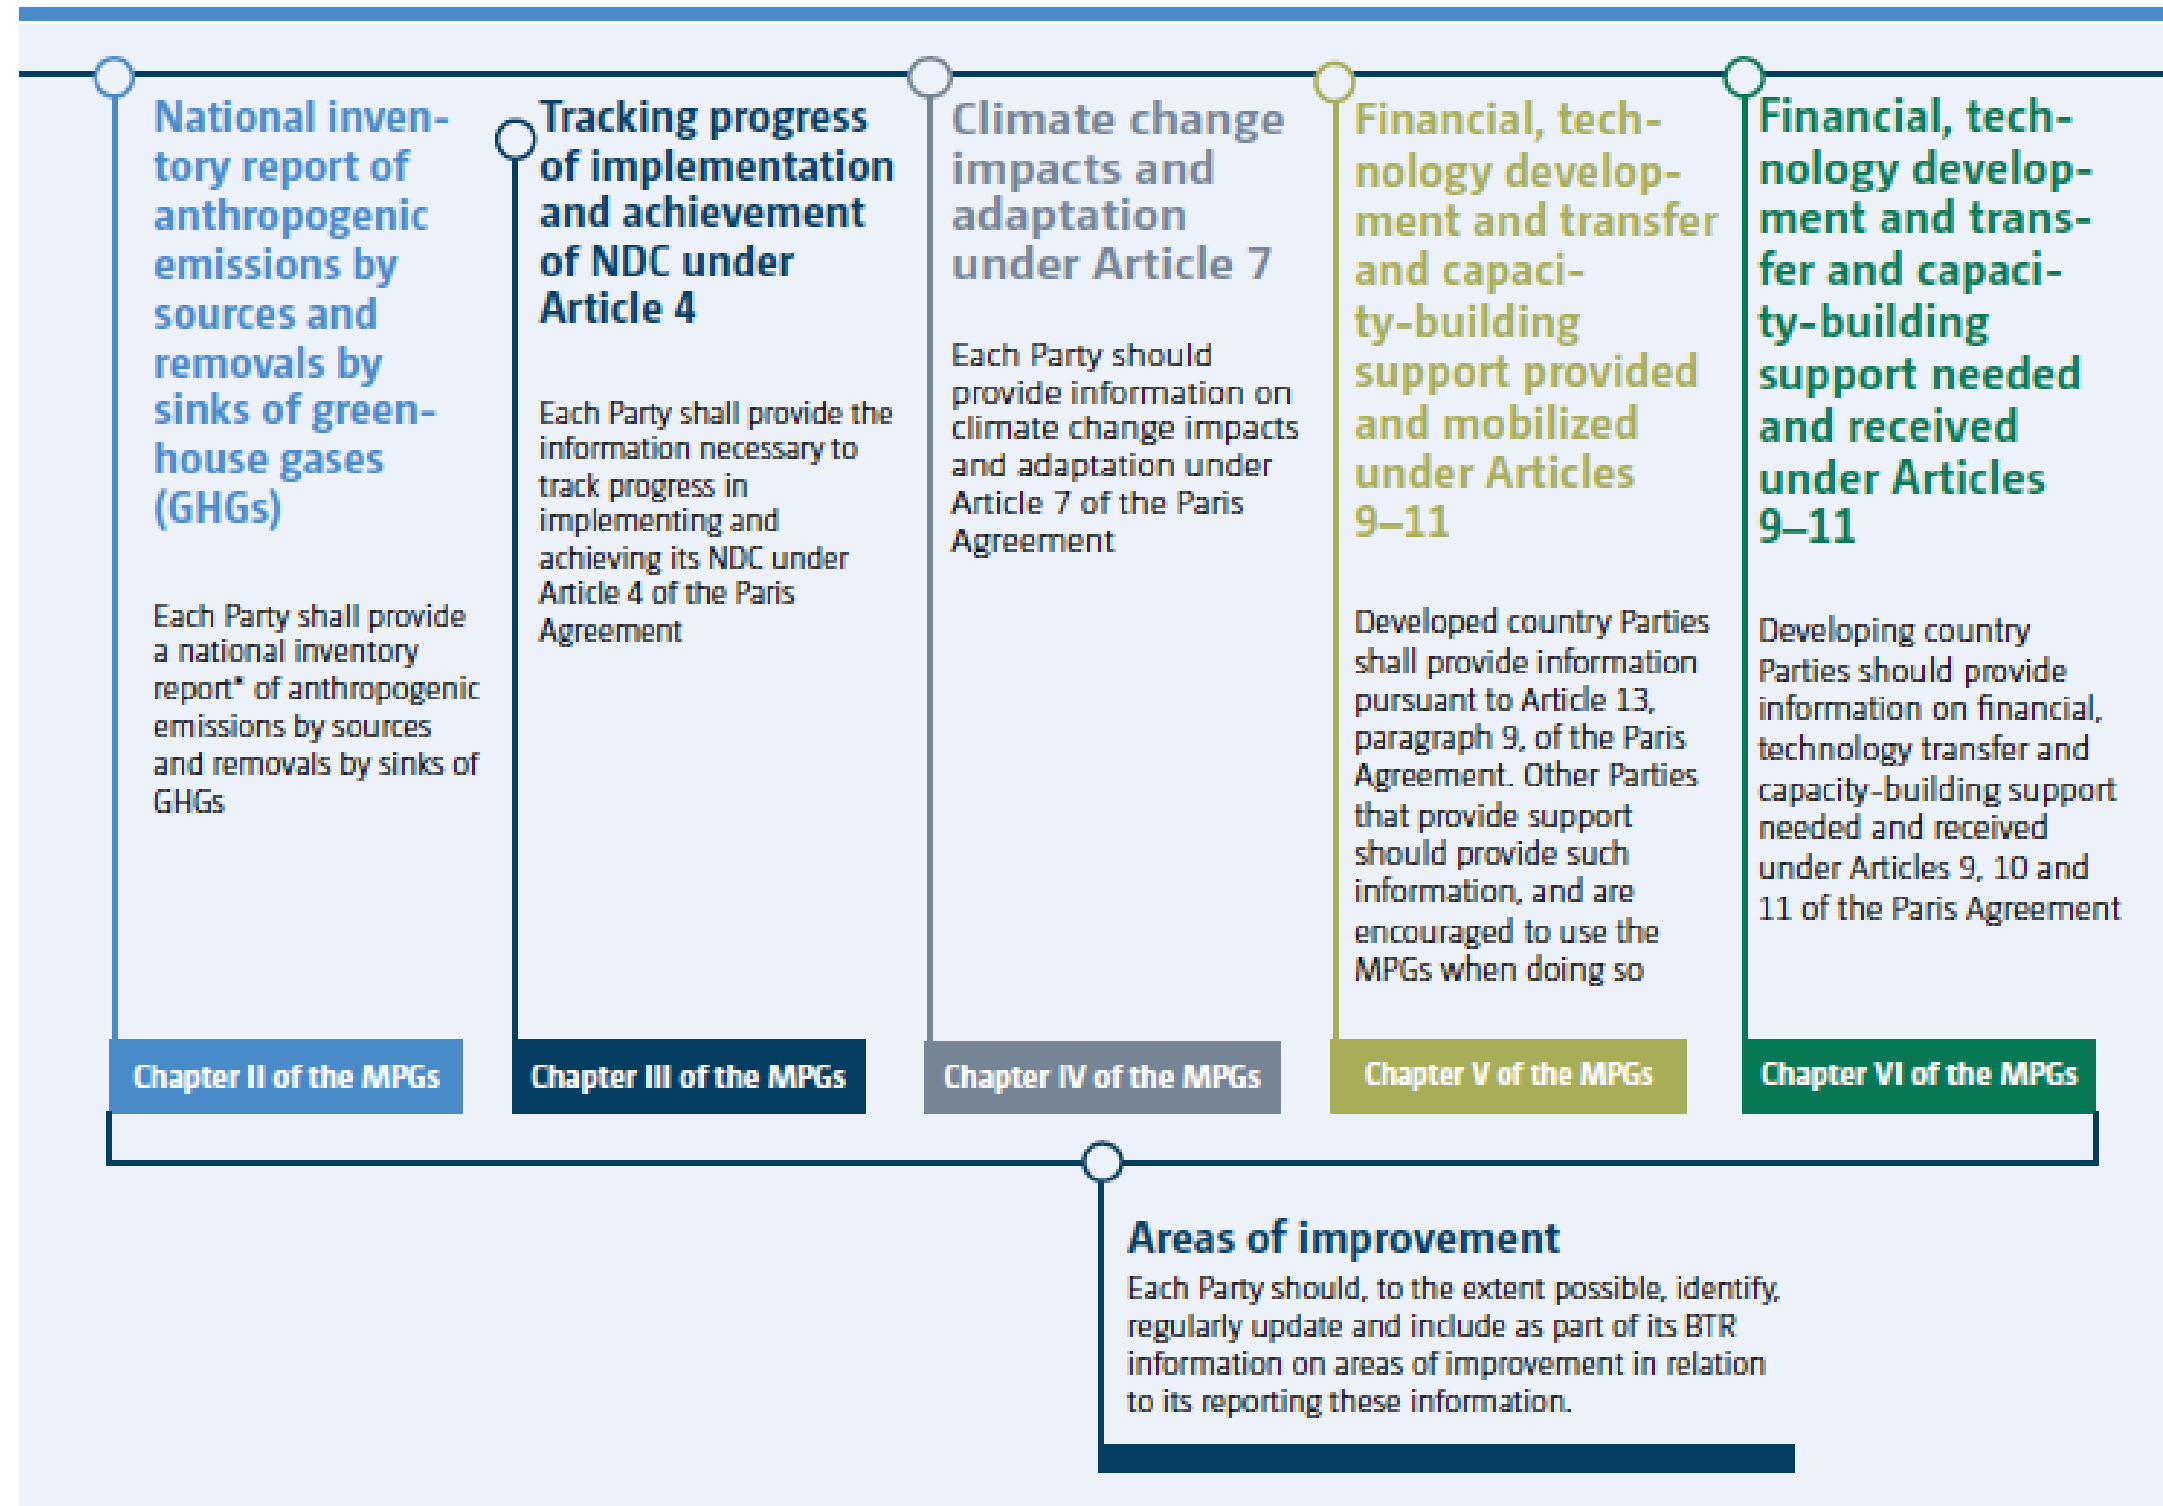 National inven-
tory report of
anthropogenic
emissions by
sources and
removals by
sinks of green-
house gases
(GHGs)
Each Party shall provide
a national inventory
report* of anthropogenic
emissions by sources
and removals by sinks of
GHGs
Chapter II of the MPGs
Tracking progress
of implementation
and achievement
of NDC under
Article 4
Each Party shall provide the
information necessary to
track progress in
implementing and
achieving its NDC under
Article 4 of the Paris
Agreement
Chapter III of the MPGs
Climate change
impacts and
adaptation
under Article 7
Each Party should
provide information on
climate change impacts
and adaptation under
Article 7 of the Paris
Agreement
Chapter IV of the MPGs
Financial, tech-
nology develop-
ment and transfer
and capaci-
ty-building
support provided
and mobilized
under Articles
9–11
Developed country Parties
shall provide information
pursuant to Article 13,
paragraph 9, of the Paris
Agreement. Other Parties
that provide support
should provide such
information, and are
encouraged to use the
MPGs when doing so
Chapter V of the MPGs
Financial, tech-
nology develop-
ment and trans-
fer and capaci-
ty-building
support needed
and received
under Articles
9–11
Developing country
Parties should provide
information on financial,
technology transfer and
capacity-building support
needed and received
under Articles 9, 10 and
11 of the Paris Agreement
Chapter VI of the MPGs
Areas of improvement
Each Party should, to the extent possible, identify,
regularly update and include as part of its BTR
information on areas of improvement in relation
to its reporting these information.